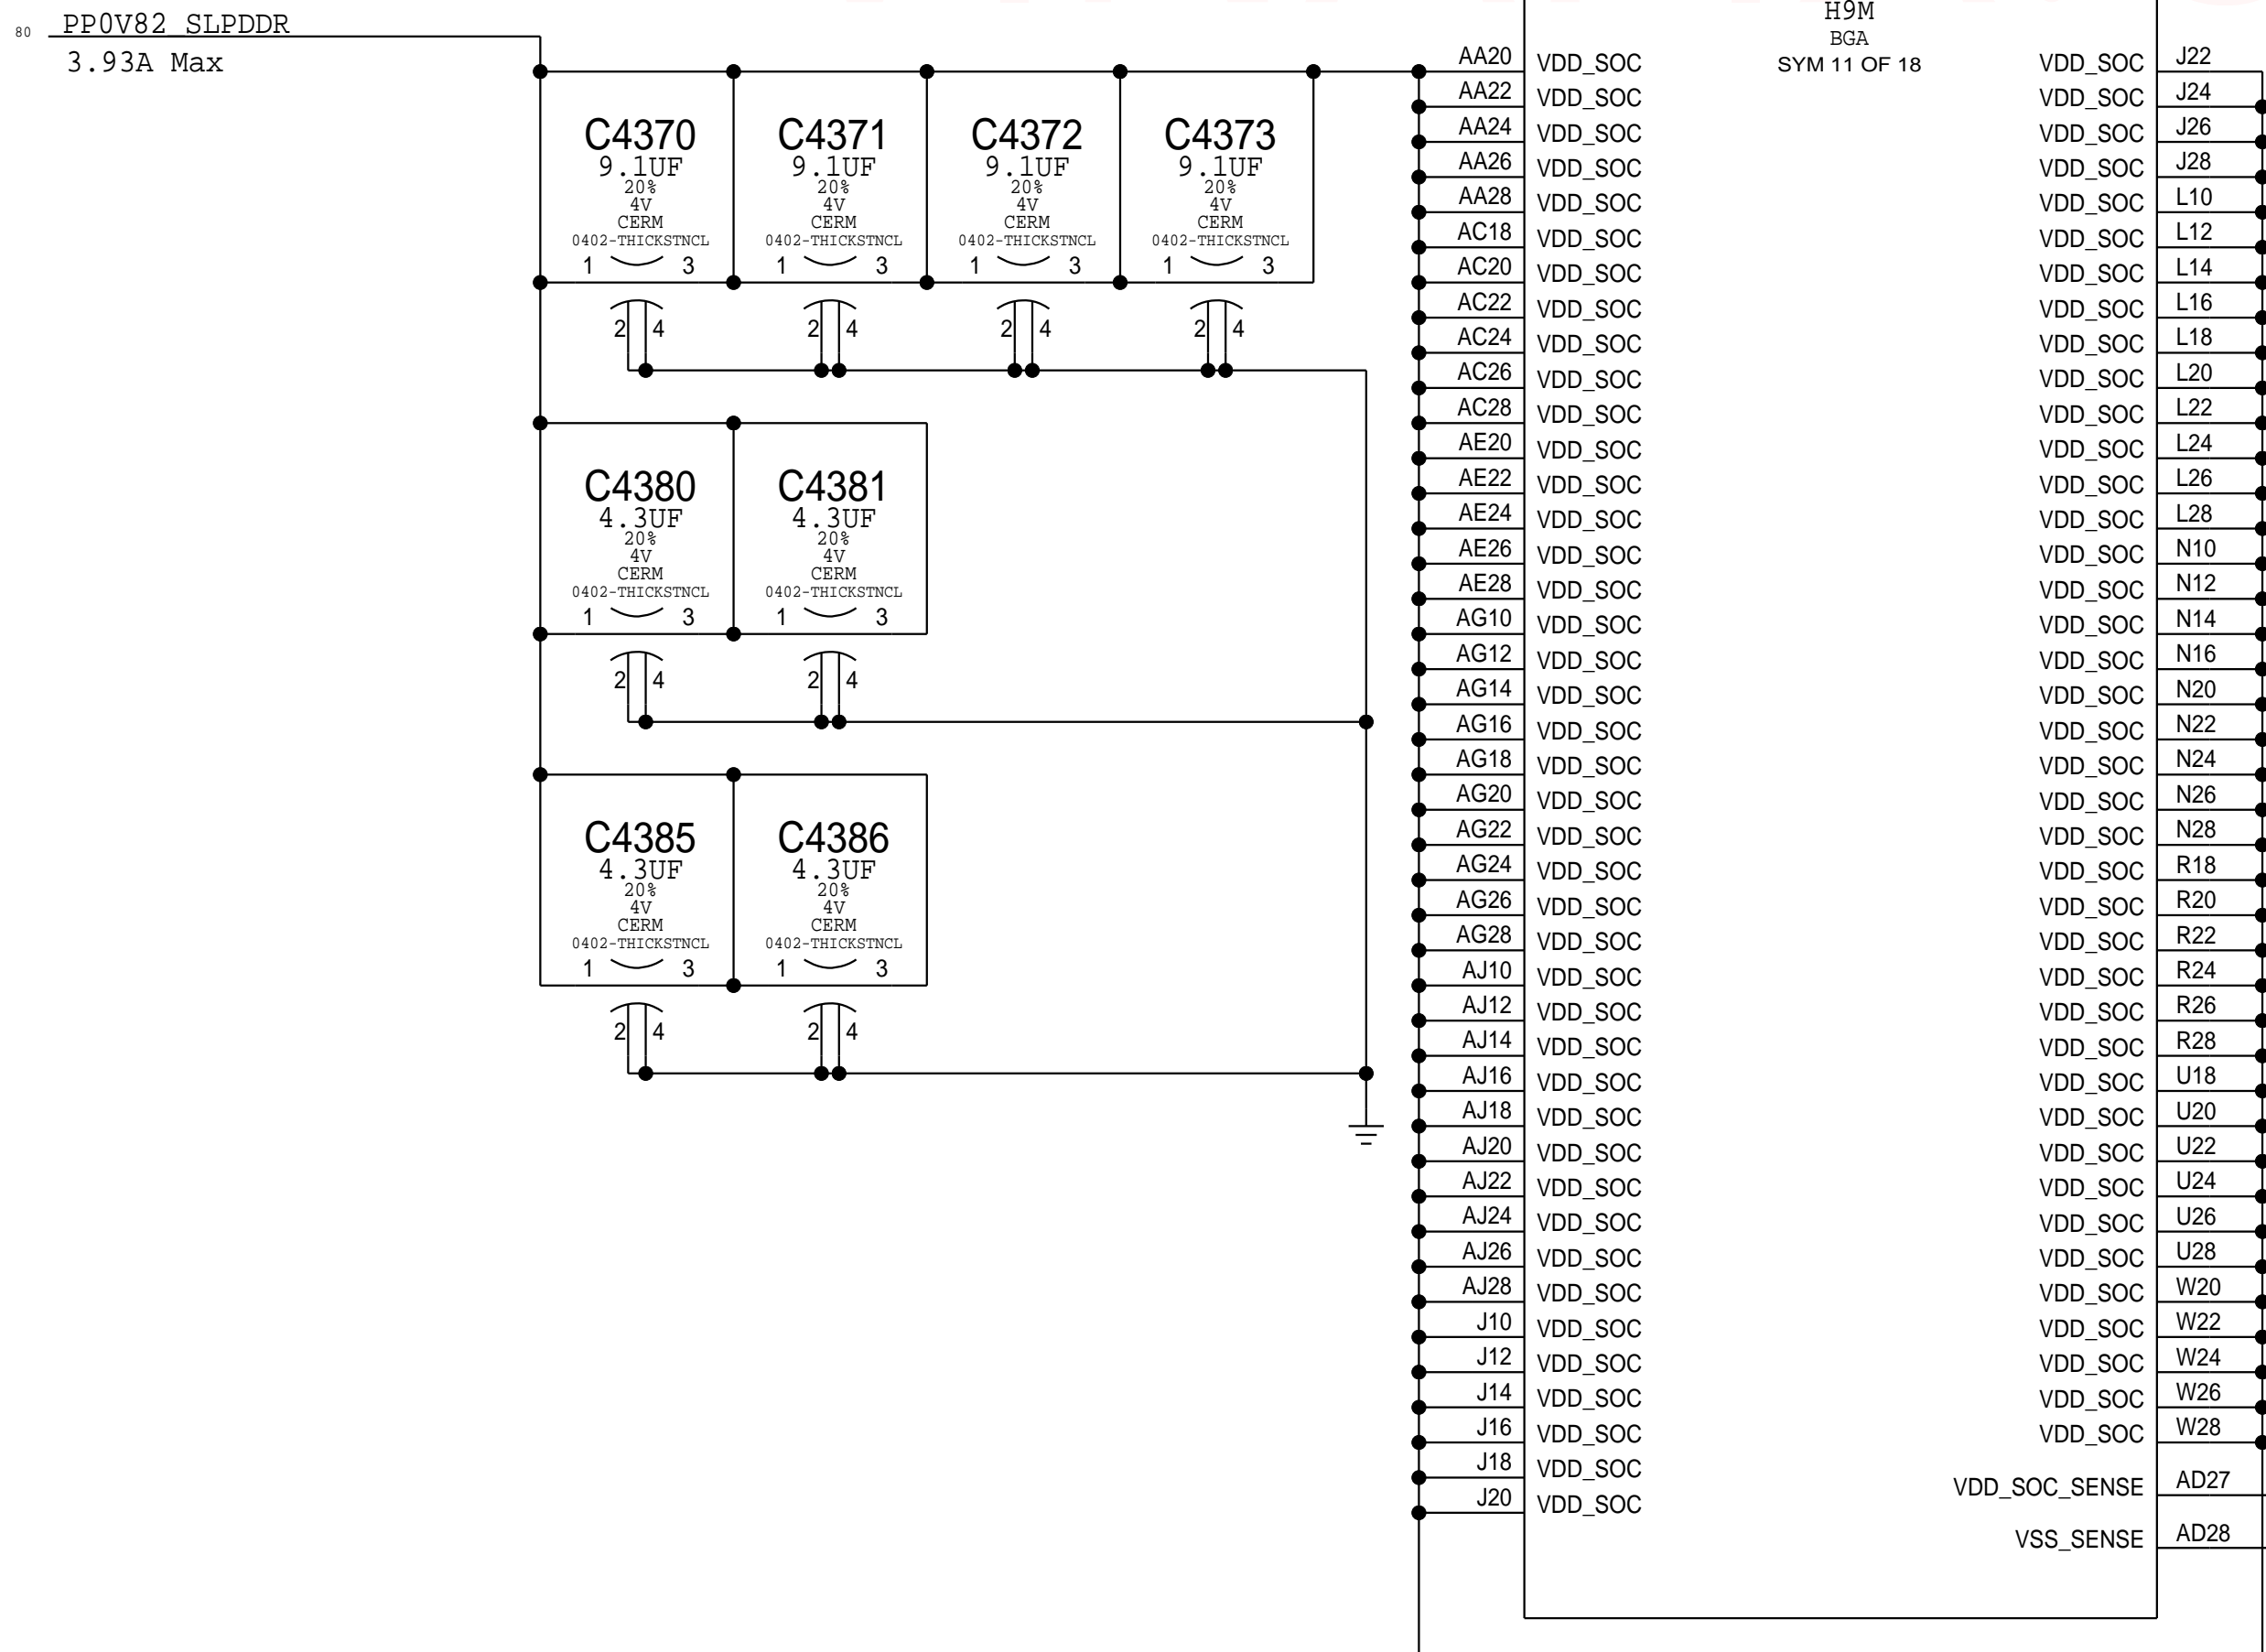 80 PP0V82_SLPDDR
3.93A Max
H9M
BGA
SYM 11 OF 18
C4370 C4371 C4372 C4373
9.1UF 9.1UF 9.1UF 9.1UF
20% 20% 20% 20%
4V 4V 4V 4V
CERM CERM CERM CERM
0402-THICKSTNCL 0402-THICKSTNCL 0402-THICKSTNCL 0402-THICKSTNCL
1 3 1 3 1 3 1 3
2 4 2 4 2 4 2 4
C4380 C4381
4.3UF 4.3UF
20% 20%
4V 4V
CERM CERM
0402-THICKSTNCL 0402-THICKSTNCL
1 3 1 3
2 4 2 4
C4385 C4386
4.3UF 4.3UF
20% 20%
4V 4V
CERM CERM
0402-THICKSTNCL 0402-THICKSTNCL
1 3 1 3
2 4 2 4
AA20 VDD_SOC VDD_SOC J22
AA22 VDD_SOC VDD_SOC J24
AA24 VDD_SOC VDD_SOC J26
AA26 VDD_SOC VDD_SOC J28
AA28 VDD_SOC VDD_SOC L10
AC18 VDD_SOC VDD_SOC L12
AC20 VDD_SOC VDD_SOC L14
AC22 VDD_SOC VDD_SOC L16
AC24 VDD_SOC VDD_SOC L18
AC26 VDD_SOC VDD_SOC L20
AC28 VDD_SOC VDD_SOC L22
AE20 VDD_SOC VDD_SOC L24
AE22 VDD_SOC VDD_SOC L26
AE24 VDD_SOC VDD_SOC L28
AE26 VDD_SOC VDD_SOC N10
AE28 VDD_SOC VDD_SOC N12
AG10 VDD_SOC VDD_SOC N14
AG12 VDD_SOC VDD_SOC N16
AG14 VDD_SOC VDD_SOC N20
AG16 VDD_SOC VDD_SOC N22
AG18 VDD_SOC VDD_SOC N24
AG20 VDD_SOC VDD_SOC N26
AG22 VDD_SOC VDD_SOC N28
AG24 VDD_SOC VDD_SOC R18
AG26 VDD_SOC VDD_SOC R20
AG28 VDD_SOC VDD_SOC R22
AJ10 VDD_SOC VDD_SOC R24
AJ12 VDD_SOC VDD_SOC R26
AJ14 VDD_SOC VDD_SOC R28
AJ16 VDD_SOC VDD_SOC U18
AJ18 VDD_SOC VDD_SOC U20
AJ20 VDD_SOC VDD_SOC U22
AJ22 VDD_SOC VDD_SOC U24
AJ24 VDD_SOC VDD_SOC U26
AJ26 VDD_SOC VDD_SOC U28
AJ28 VDD_SOC VDD_SOC W20
J10 VDD_SOC VDD_SOC W22
J12 VDD_SOC VDD_SOC W24
J14 VDD_SOC VDD_SOC W26
J16 VDD_SOC VDD_SOC W28
J18 VDD_SOC VDD_SOC_SENSE AD27
J20 VDD_SOC VSS_SENSE AD28